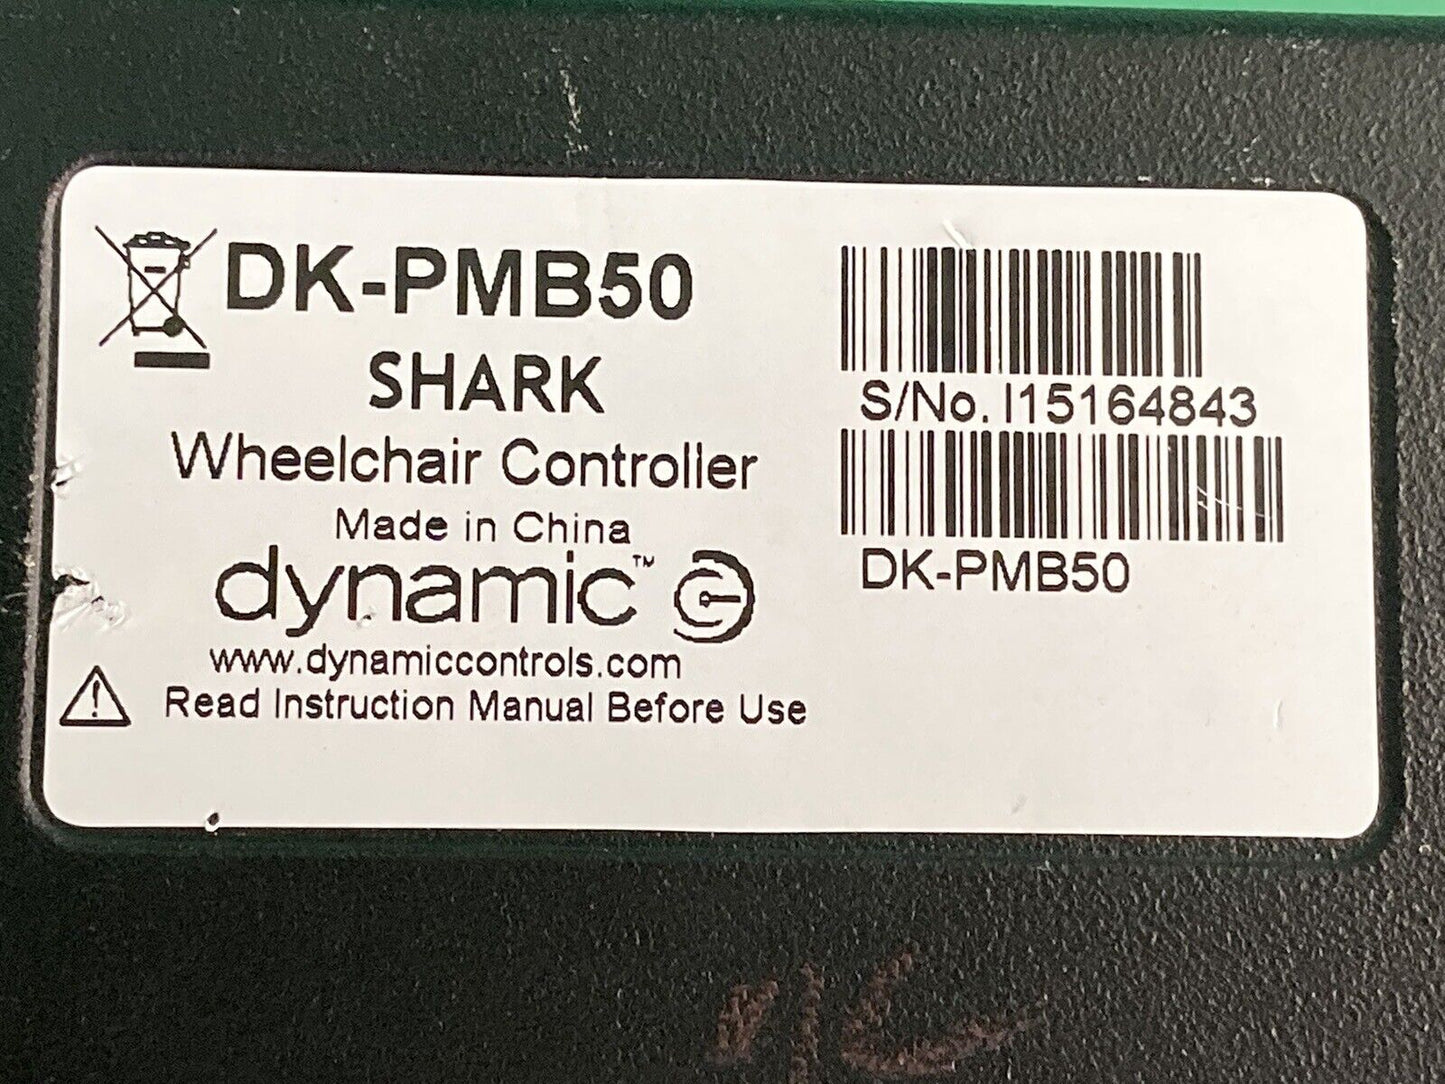 DK-PMB50
SHARK
Wheelchair Controller
Made in China
dynamic™
www.dynamiccontrols.com
Read Instruction Manual Before Use
S/No. I15164843
DK-PMB50